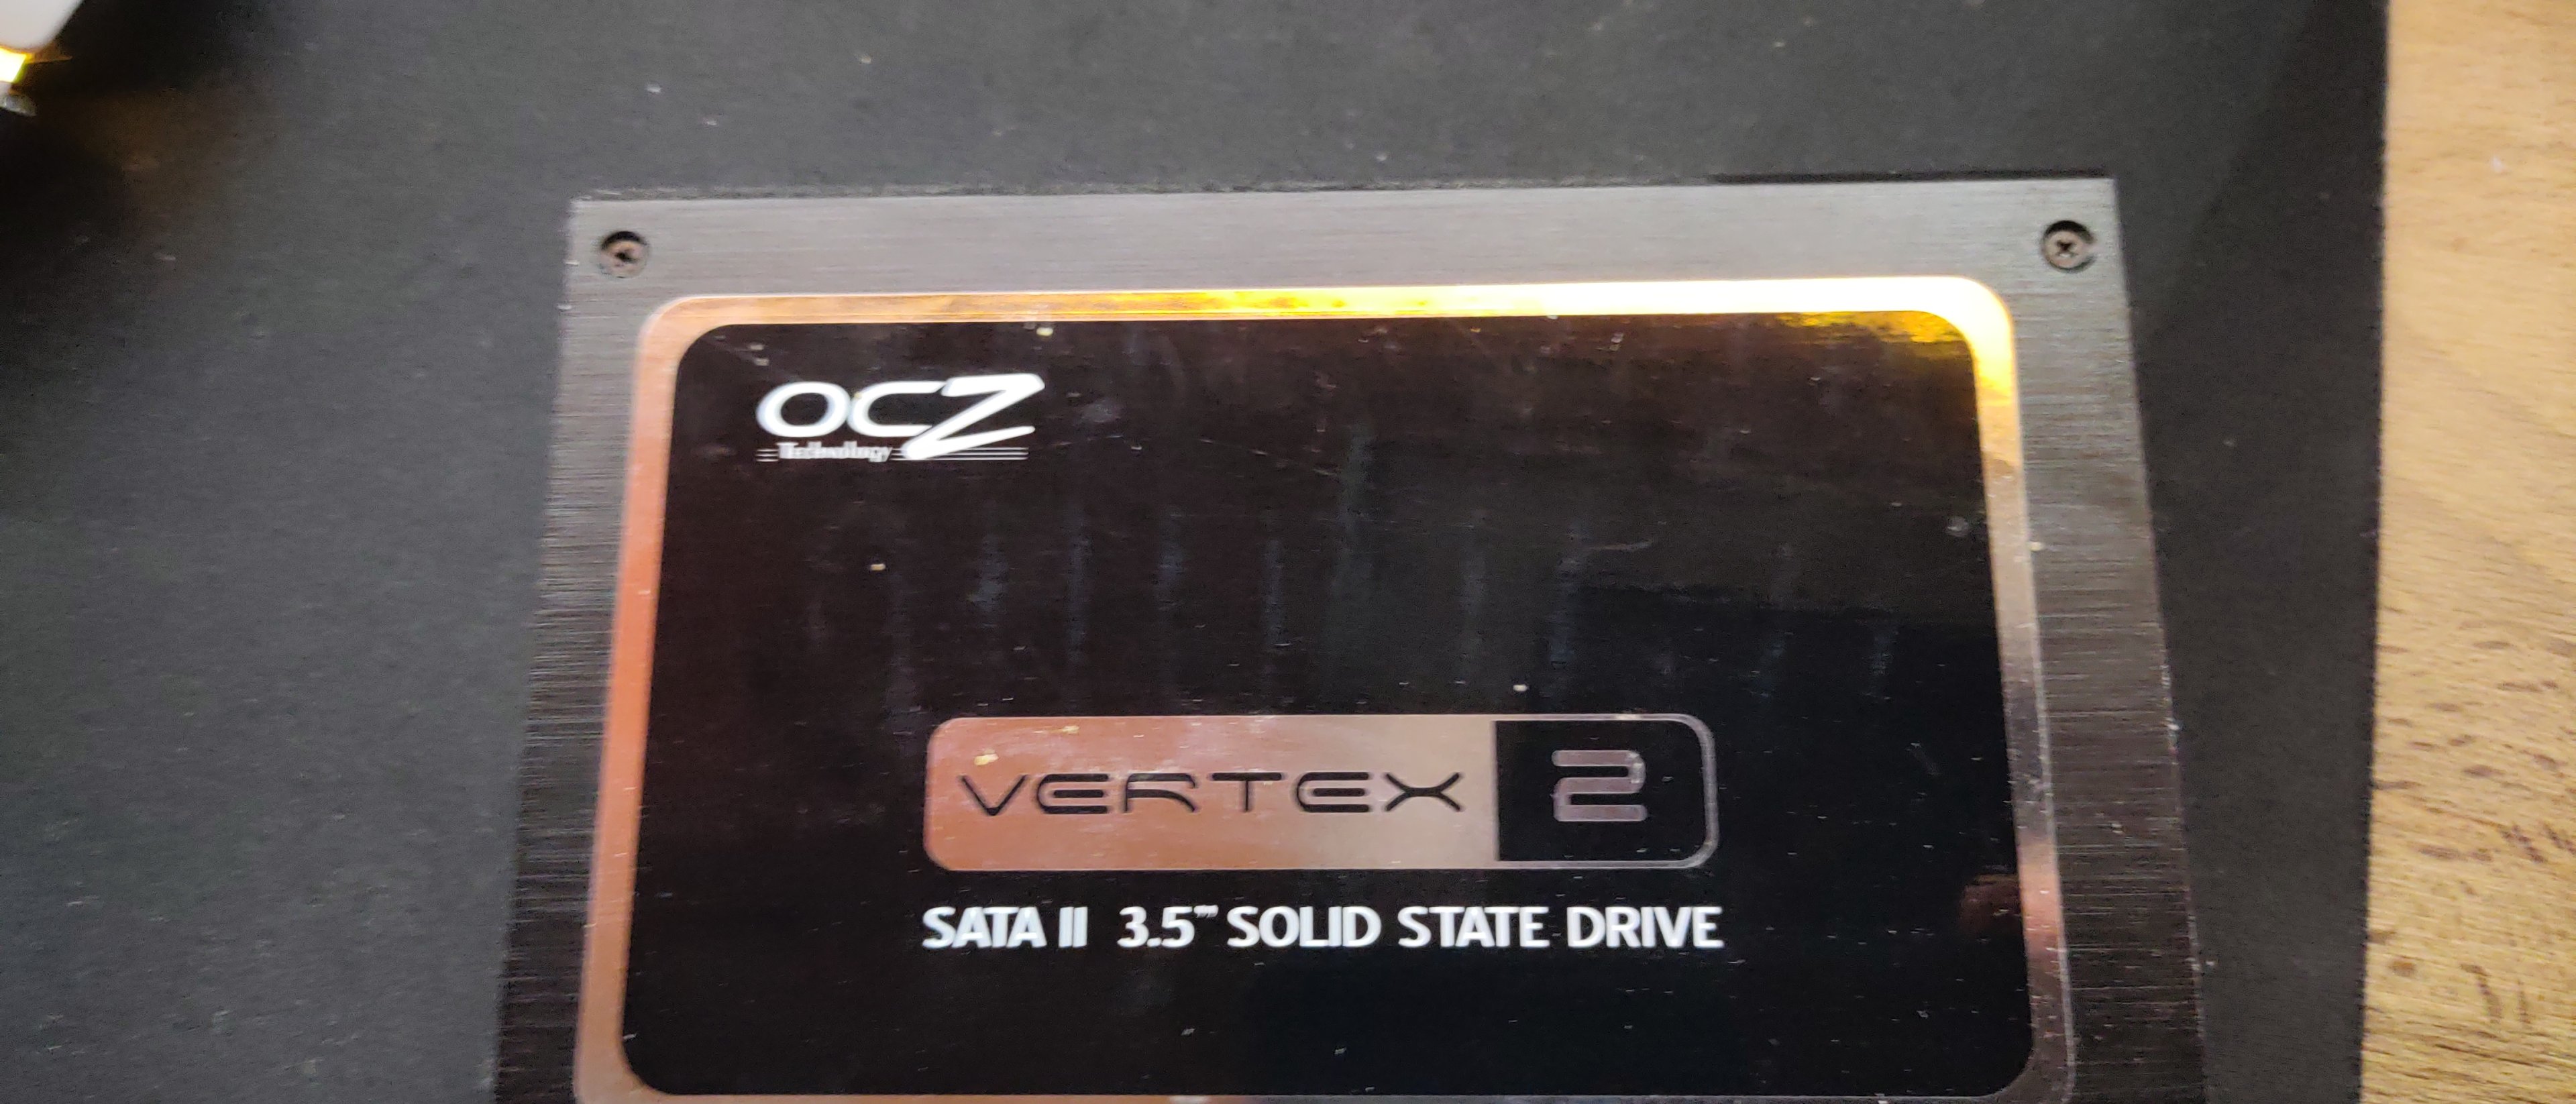 OCZ
Technology
VERTEX 2
SATA II 3.5" SOLID STATE DRIVE